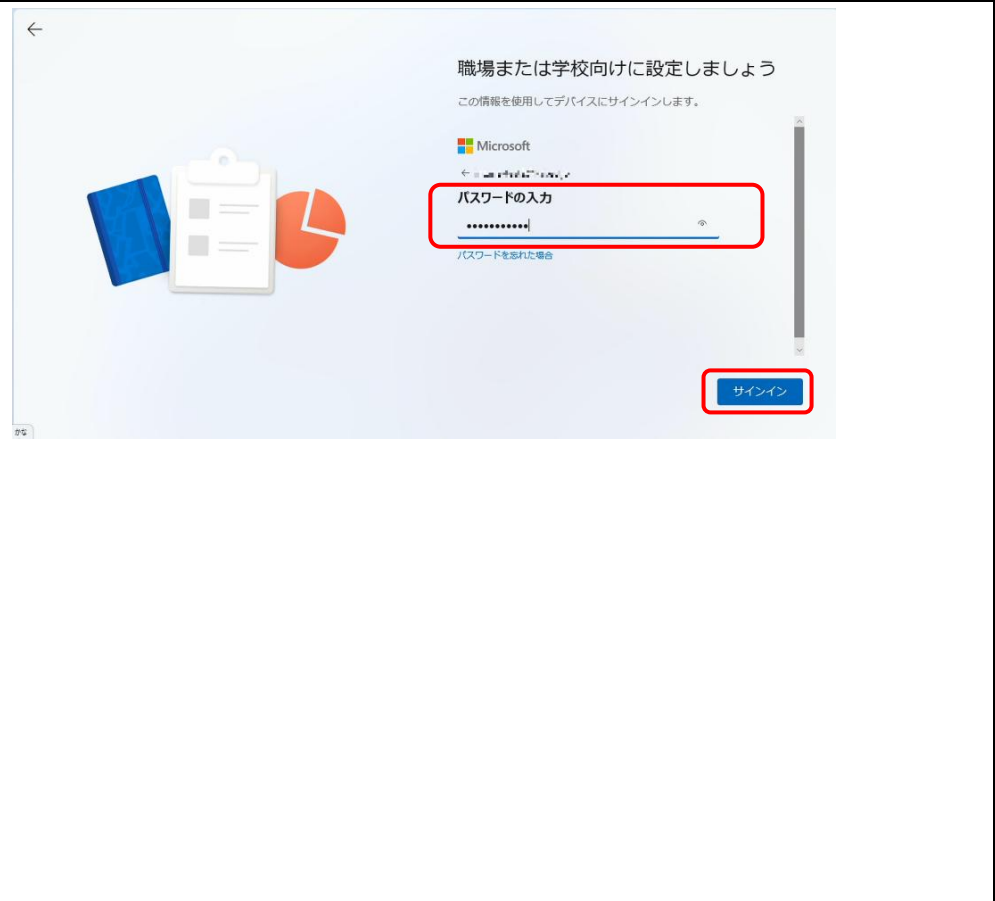 職場または学校向けに設定しましょう
この情報を使用してデバイスにサインインします。
Microsoft
パスワードの入力
•••••••••••
パスワードを忘れた場合
サインイン
かな